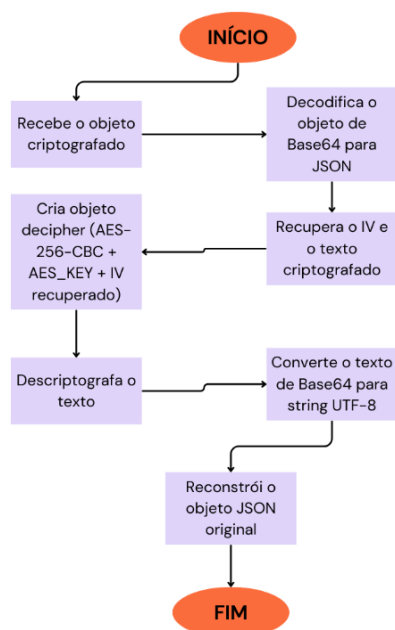 INÍCIO
Recebe o objeto
criptografado
Decodifica o
objeto de
Base64 para
JSON
Recupera o IV e
o texto
criptografado
Cria objeto
decipher (AES-
256-CBC +
AES_KEY + IV
recuperado)
Descriptografa o
texto
Converte o texto
de Base64 para
string UTF-8
Reconstrói o
objeto JSON
original
FIM